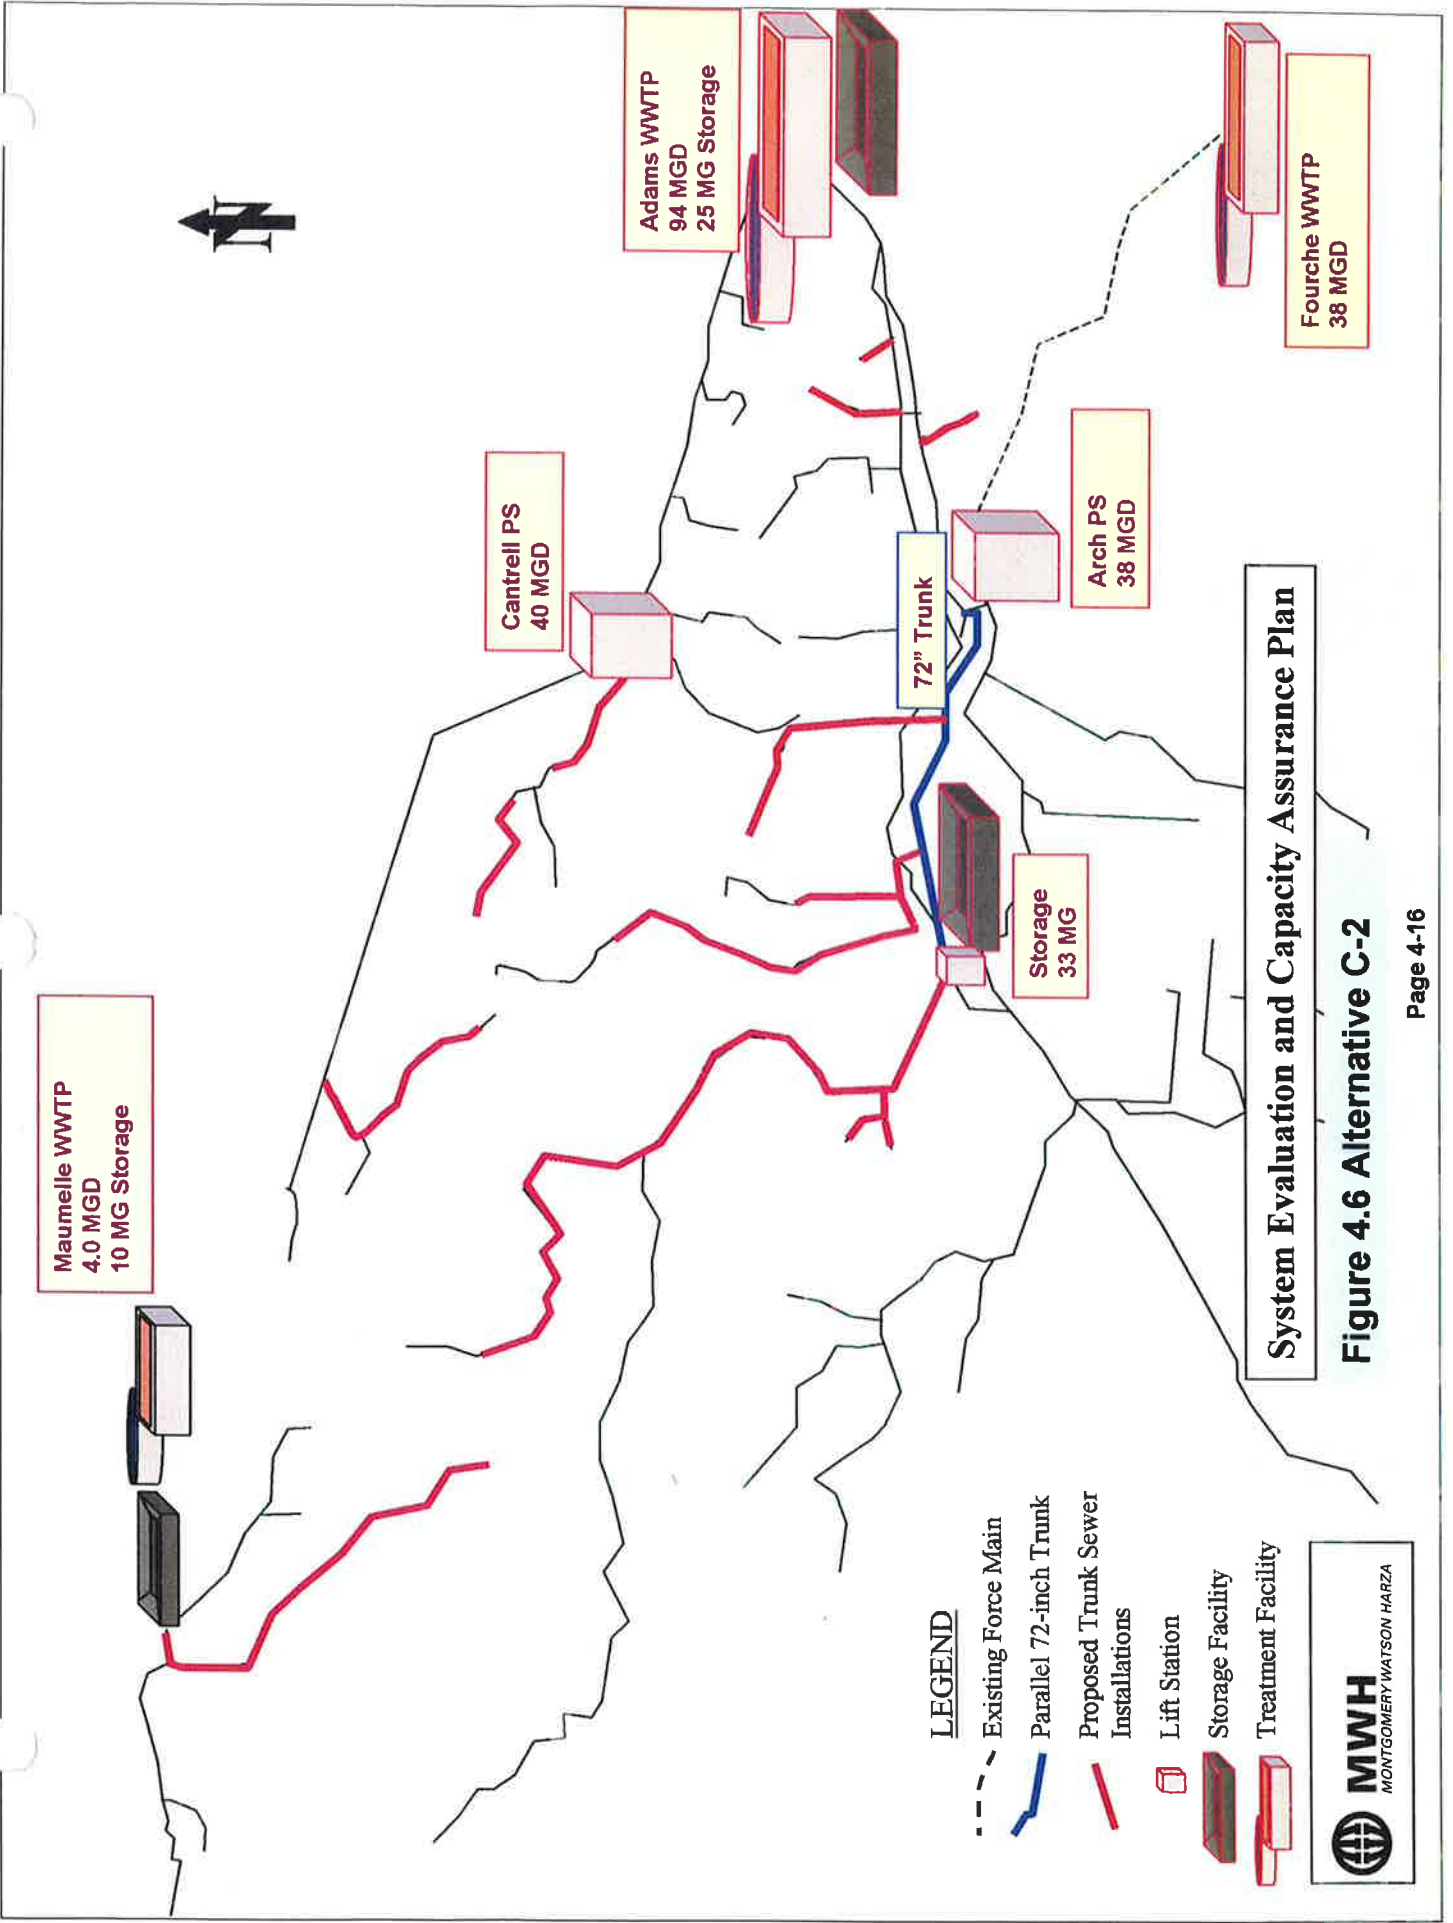 Maumelle WWTP
4.0 MGD
10 MG Storage
Cantrell PS
40 MGD
N
Adams WWTP
94 MGD
25 MG Storage
72” Trunk
Storage
33 MG
Arch PS
38 MGD
Fourche WWTP
38 MGD
LEGEND
Existing Force Main
Parallel 72-inch Trunk
Proposed Trunk Sewer
Installations
Lift Station
Storage Facility
Treatment Facility
MWH
MONTGOMERY WATSON HARZA
System Evaluation and Capacity Assurance Plan
Figure 4.6 Alternative C-2
Page 4-16